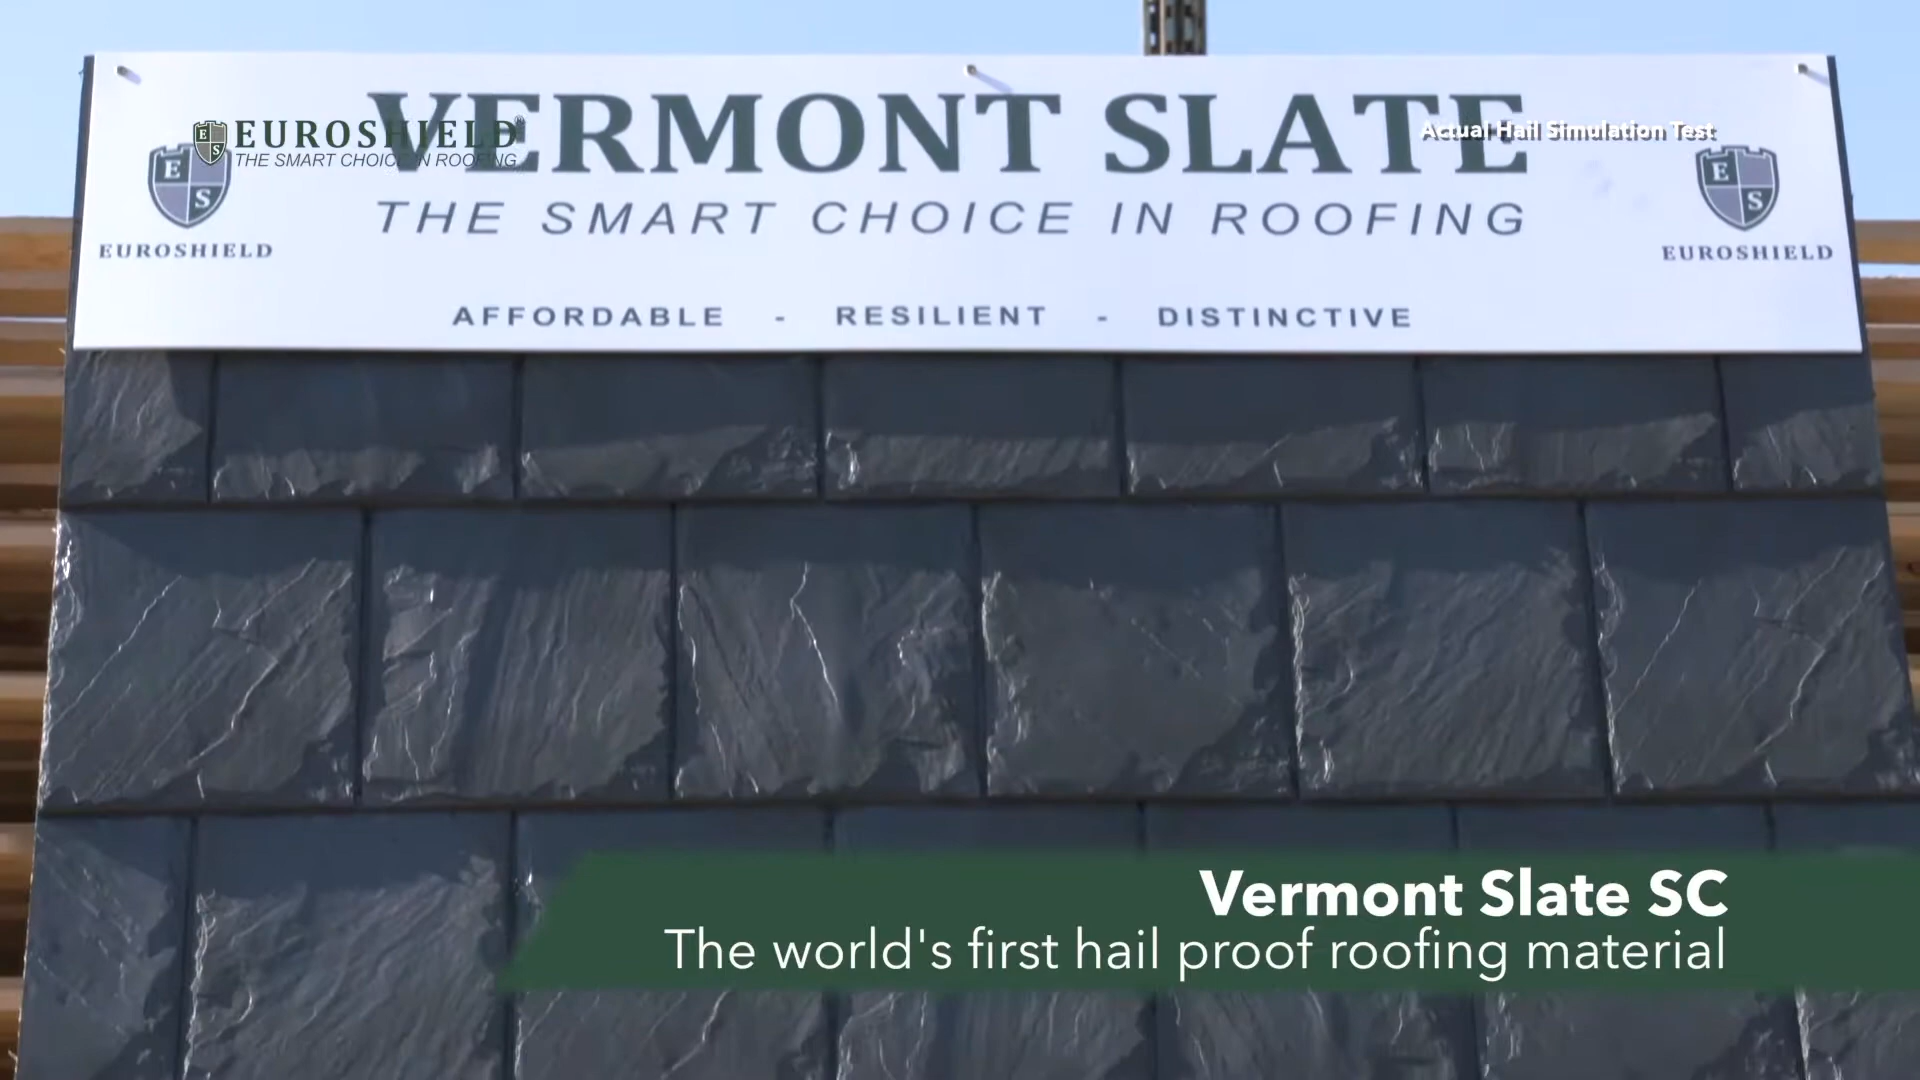 VERMONT SLATE
EUROSHIELD®
THE SMART CHOICE IN ROOFING
Actual Hail Simulation Test
E S
EUROSHIELD
THE SMART CHOICE IN ROOFING
E S
EUROSHIELD
AFFORDABLE - RESILIENT - DISTINCTIVE
Vermont Slate SC
The world's first hail proof roofing material